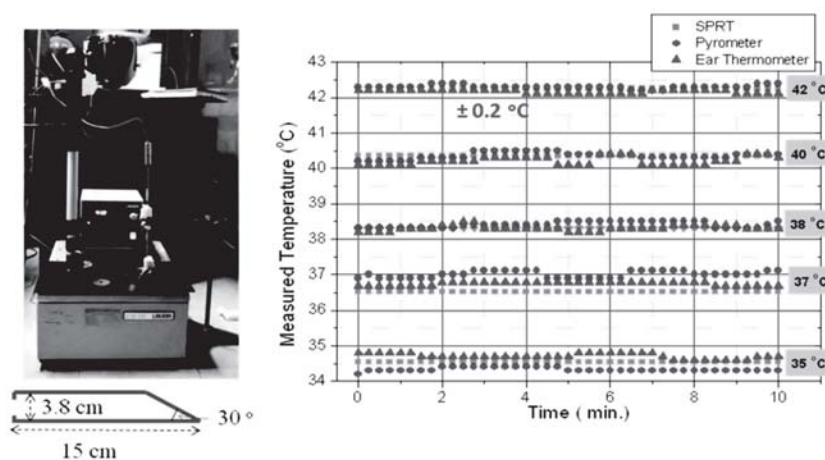 SPRT
Pyrometer
Ear Thermometer
Measured Temperature (°C)
43
42
41
40
39
38
37
36
35
34
42 °C
± 0.2 °C
40 °C
38 °C
37 °C
35 °C
0 2 4 6 8 10
Time ( min.)
3.8 cm
30 °
15 cm